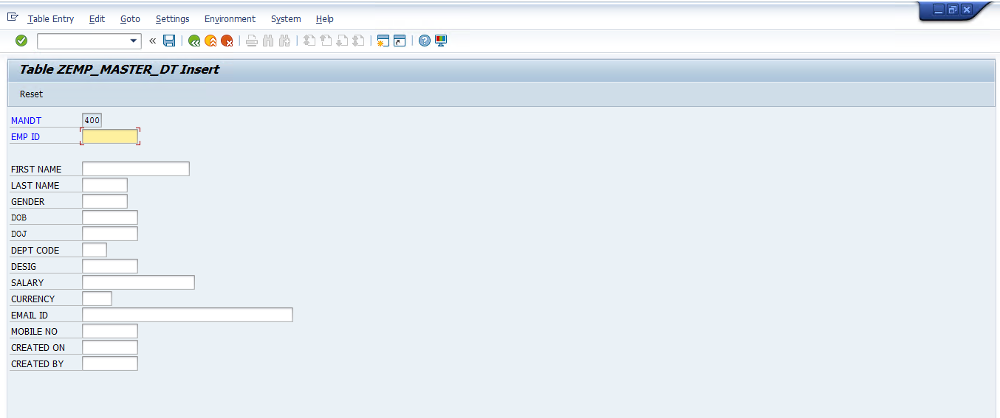 Table Entry Edit Goto Settings Environment System Help
«
Table ZEMP_MASTER_DT Insert
Reset
MANDT 400
EMP ID
FIRST NAME
LAST NAME
GENDER
DOB
DOJ
DEPT CODE
DESIG
SALARY
CURRENCY
EMAIL ID
MOBILE NO
CREATED ON
CREATED BY